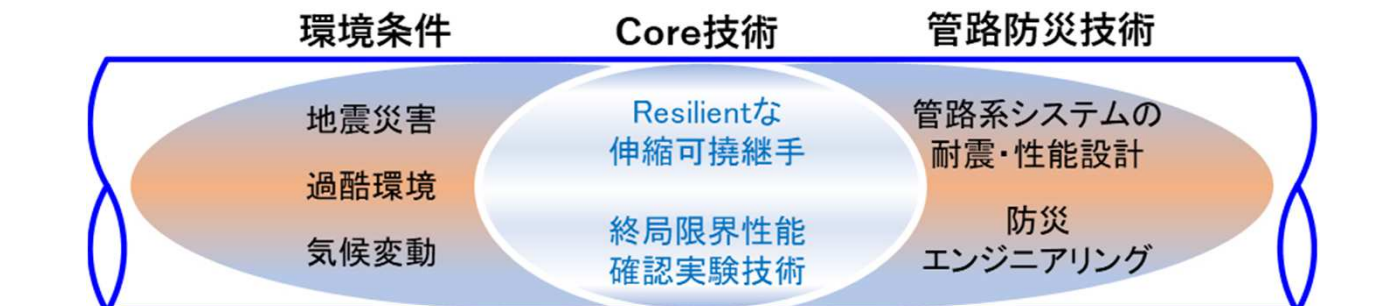 環境条件
地震災害
過酷環境
気候変動
Core技術
Resilientな
伸縮可撓継手
終局限界性能
確認実験技術
管路防災技術
管路系システムの
耐震・性能設計
防災
エンジニアリング